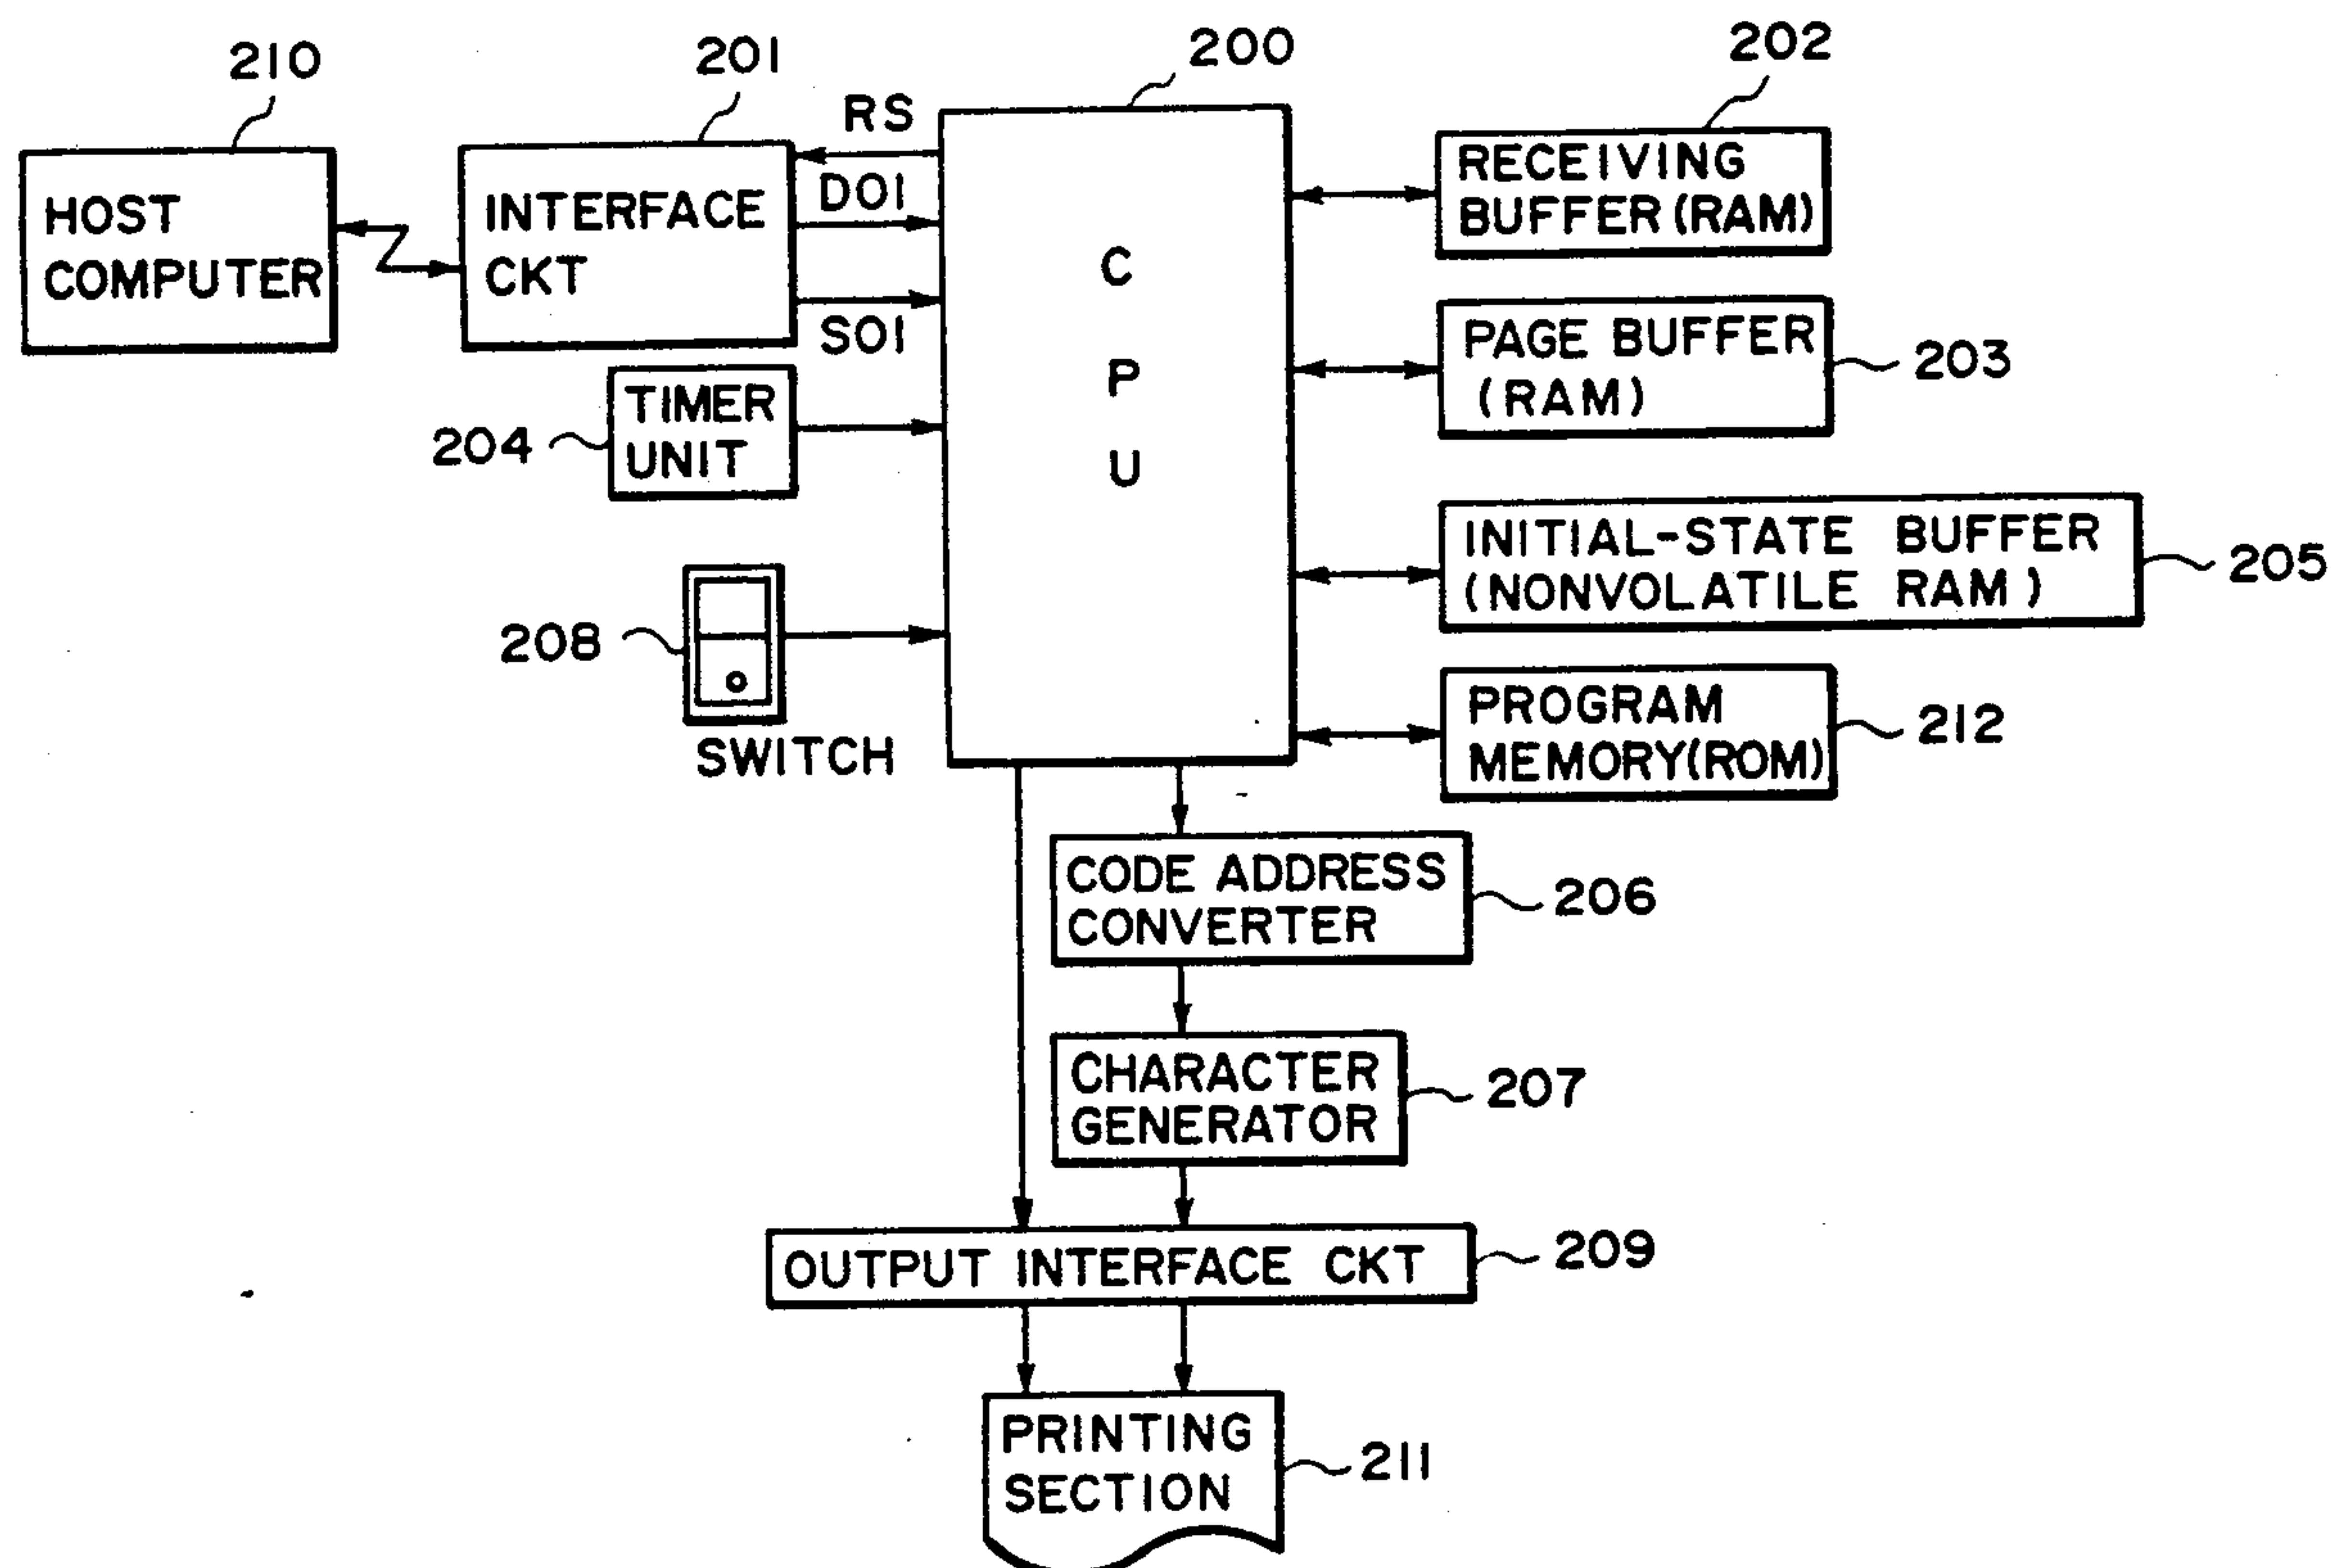 210
201
200
202
RS
HOST
COMPUTER
INTERFACE
CKT
DO1
SO1
C
P
U
RECEIVING
BUFFER (RAM)
PAGE BUFFER
(RAM)
203
204
TIMER
UNIT
INITIAL-STATE BUFFER
(NONVOLATILE RAM)
205
208
SWITCH
PROGRAM
MEMORY(ROM)
212
CODE ADDRESS
CONVERTER
206
CHARACTER
GENERATOR
207
OUTPUT INTERFACE CKT
209
PRINTING
SECTION
211